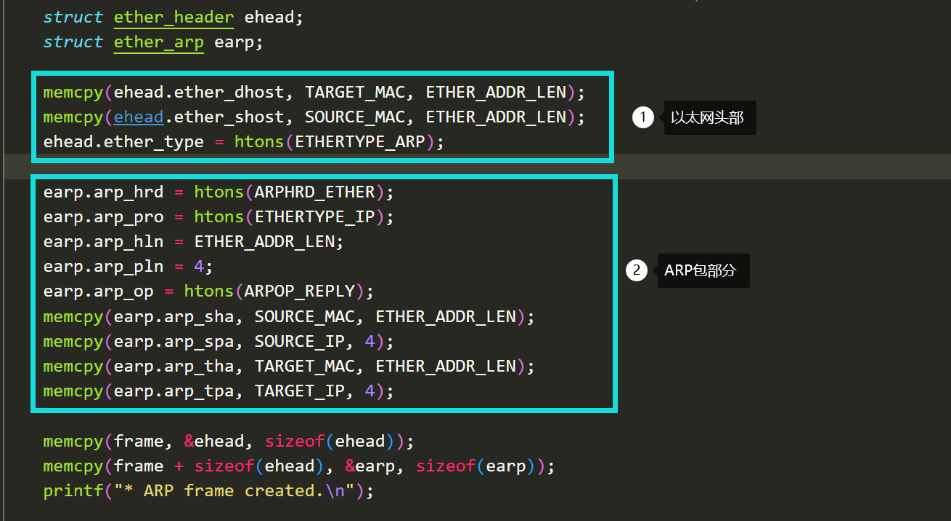 struct ether_header ehead;
struct ether_arp earp;
memcpy(ehead.ether_dhost, TARGET_MAC, ETHER_ADDR_LEN);
memcpy(ehead.ether_shost, SOURCE_MAC, ETHER_ADDR_LEN);
ehead.ether_type = htons(ETHERTYPE_ARP);
1 以太网头部
earp.arp_hrd = htons(ARPHRD_ETHER);
earp.arp_pro = htons(ETHERTYPE_IP);
earp.arp_hln = ETHER_ADDR_LEN;
earp.arp_pln = 4;
earp.arp_op = htons(ARPOP_REPLY);
memcpy(earp.arp_sha, SOURCE_MAC, ETHER_ADDR_LEN);
memcpy(earp.arp_spa, SOURCE_IP, 4);
memcpy(earp.arp_tha, TARGET_MAC, ETHER_ADDR_LEN);
memcpy(earp.arp_tpa, TARGET_IP, 4);
2 ARP包部分
memcpy(frame, &ehead, sizeof(ehead));
memcpy(frame + sizeof(ehead), &earp, sizeof(earp));
printf("* ARP frame created.\n");